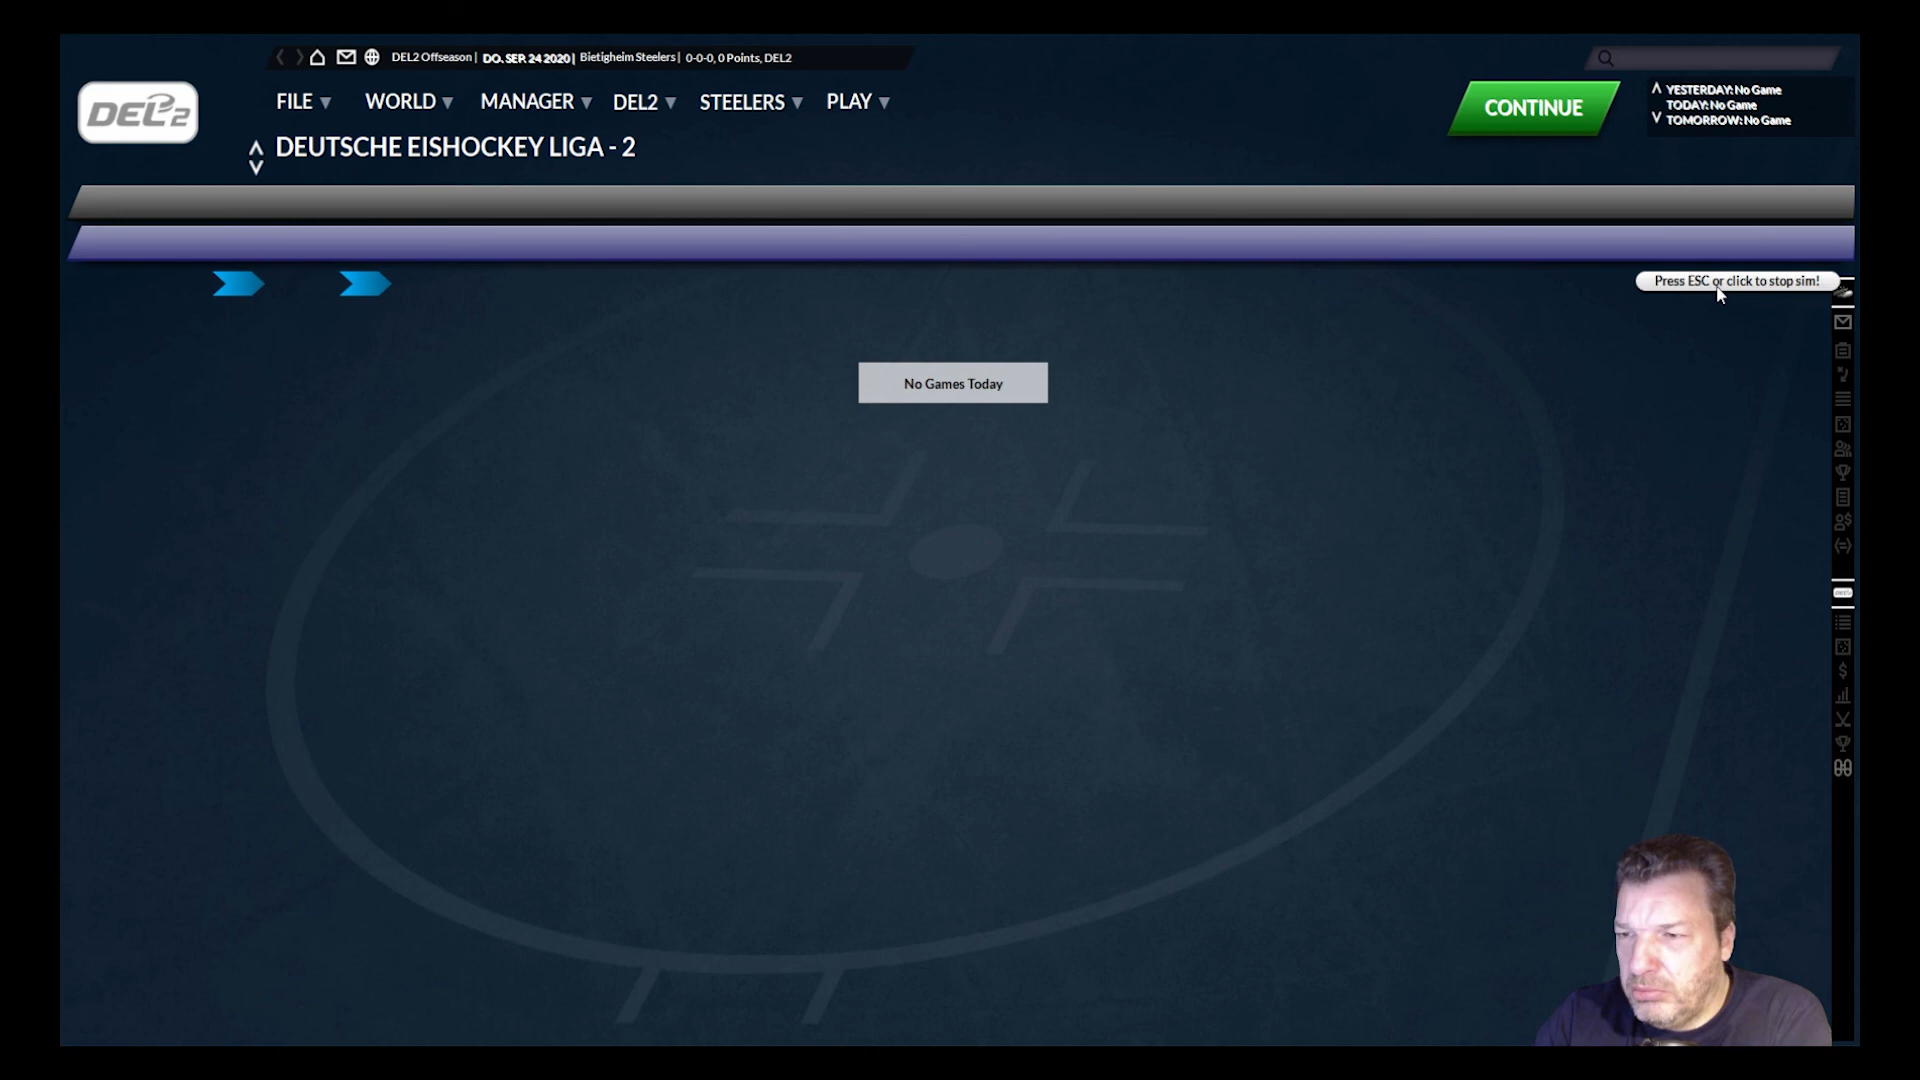 DEL2 Offseason | DO. SEP. 24 2020 | Bietigheim Steelers | 0-0-0, 0 Points, DEL2
DEL2
FILE WORLD MANAGER DEL2 STEELERS PLAY
CONTINUE
YESTERDAY: No Game
TODAY: No Game
TOMORROW: No Game
DEUTSCHE EISHOCKEY LIGA - 2
Press ESC or click to stop sim!
No Games Today